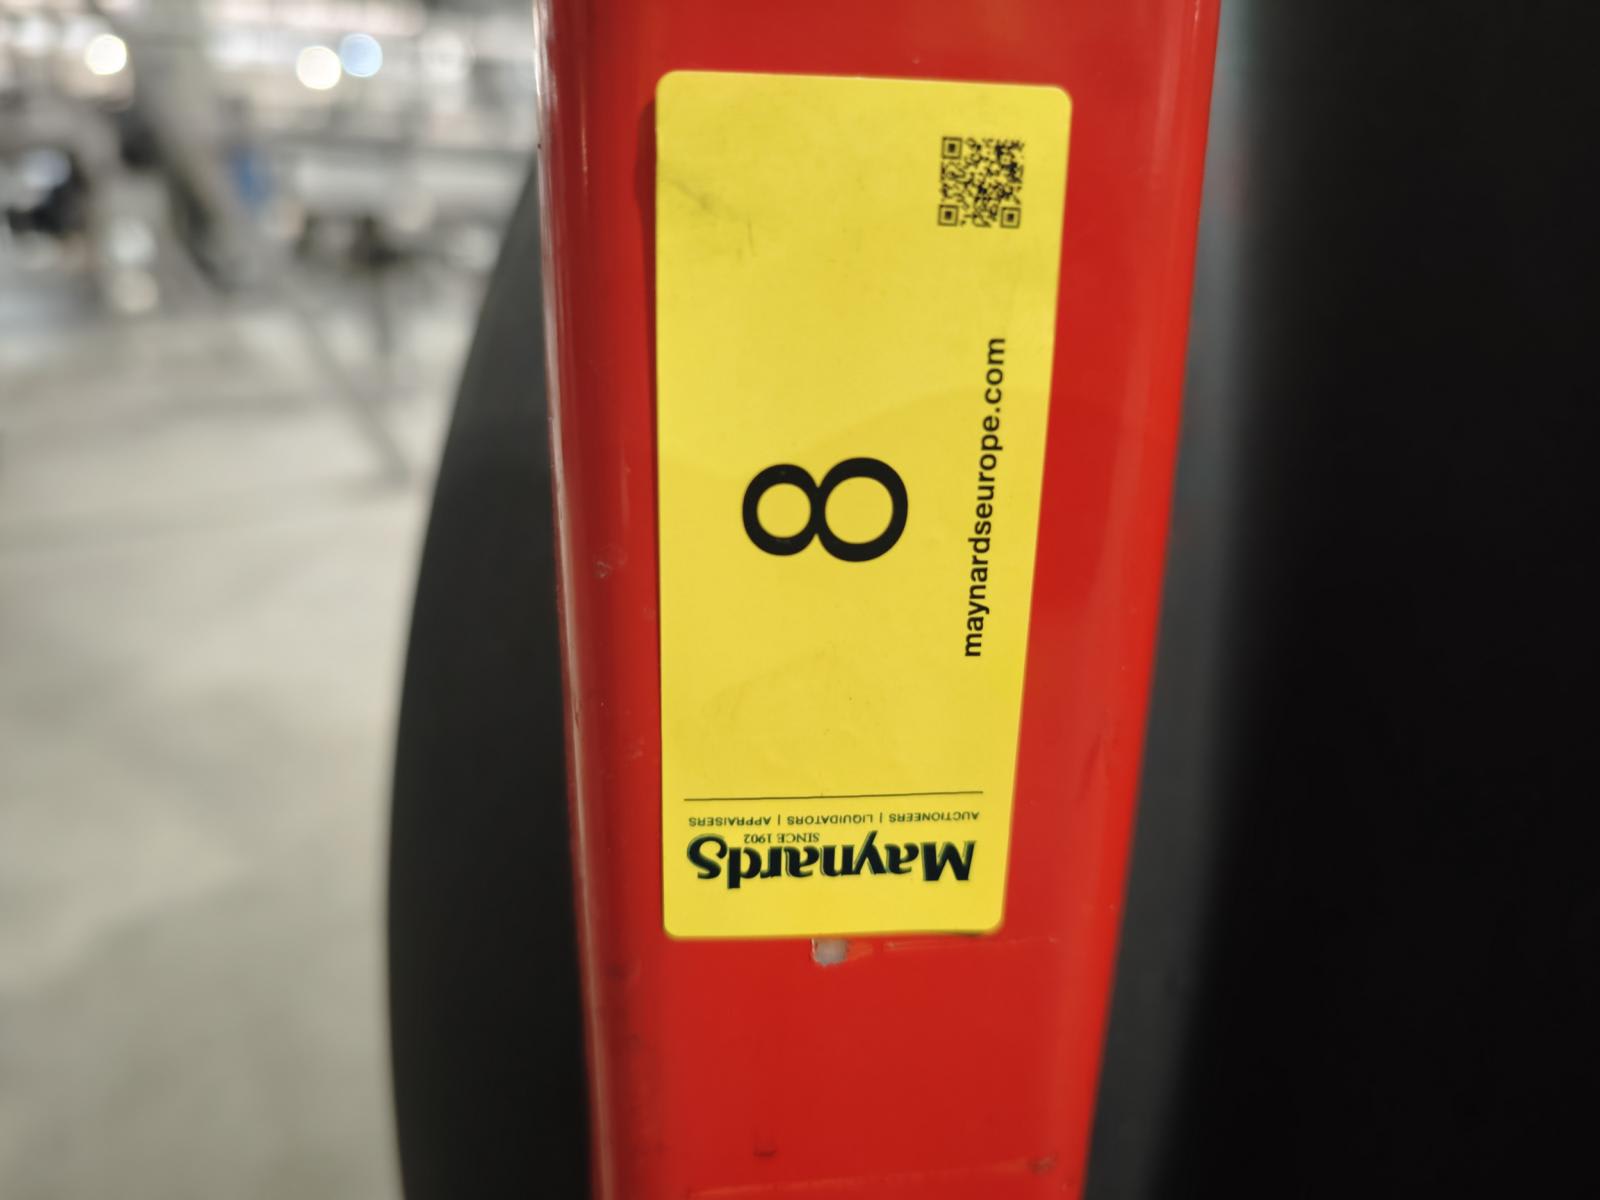 Maynards
SINCE 1902
AUCTIONEERS | LIQUIDATORS | APPRAISERS
8
maynardseurope.com